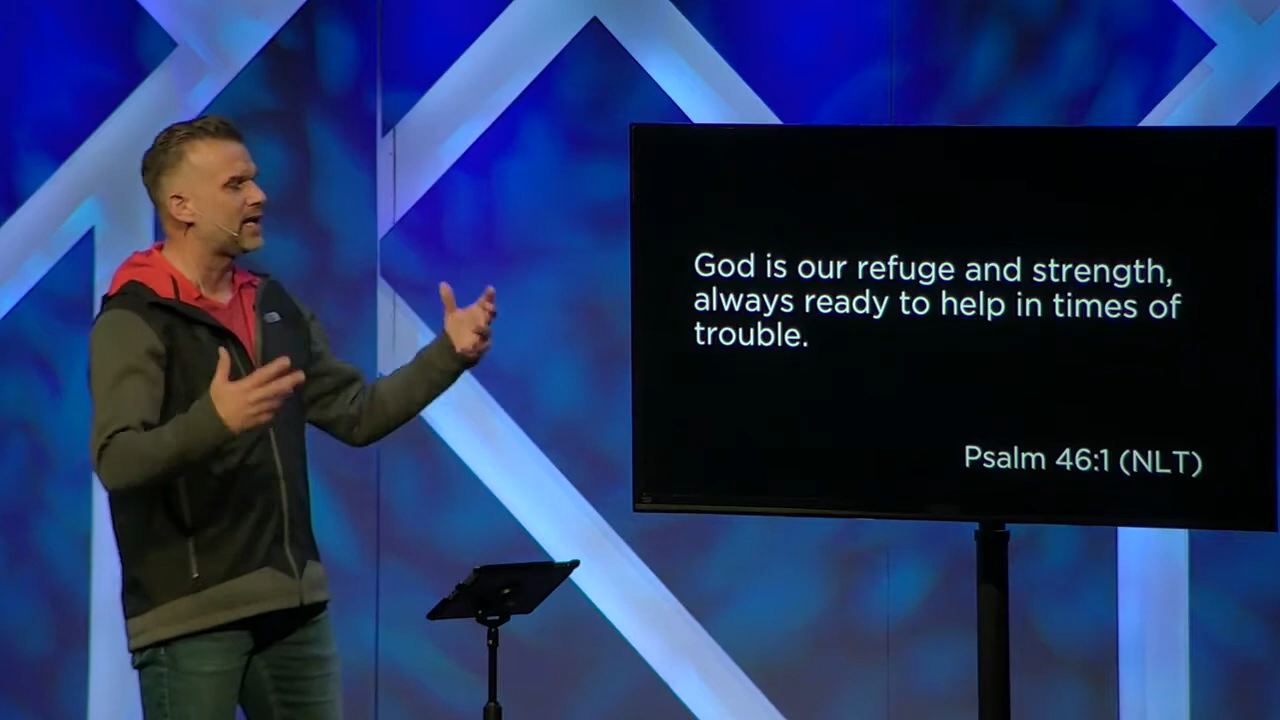 God is our refuge and strength,
always ready to help in times of
trouble.
Psalm 46:1 (NLT)